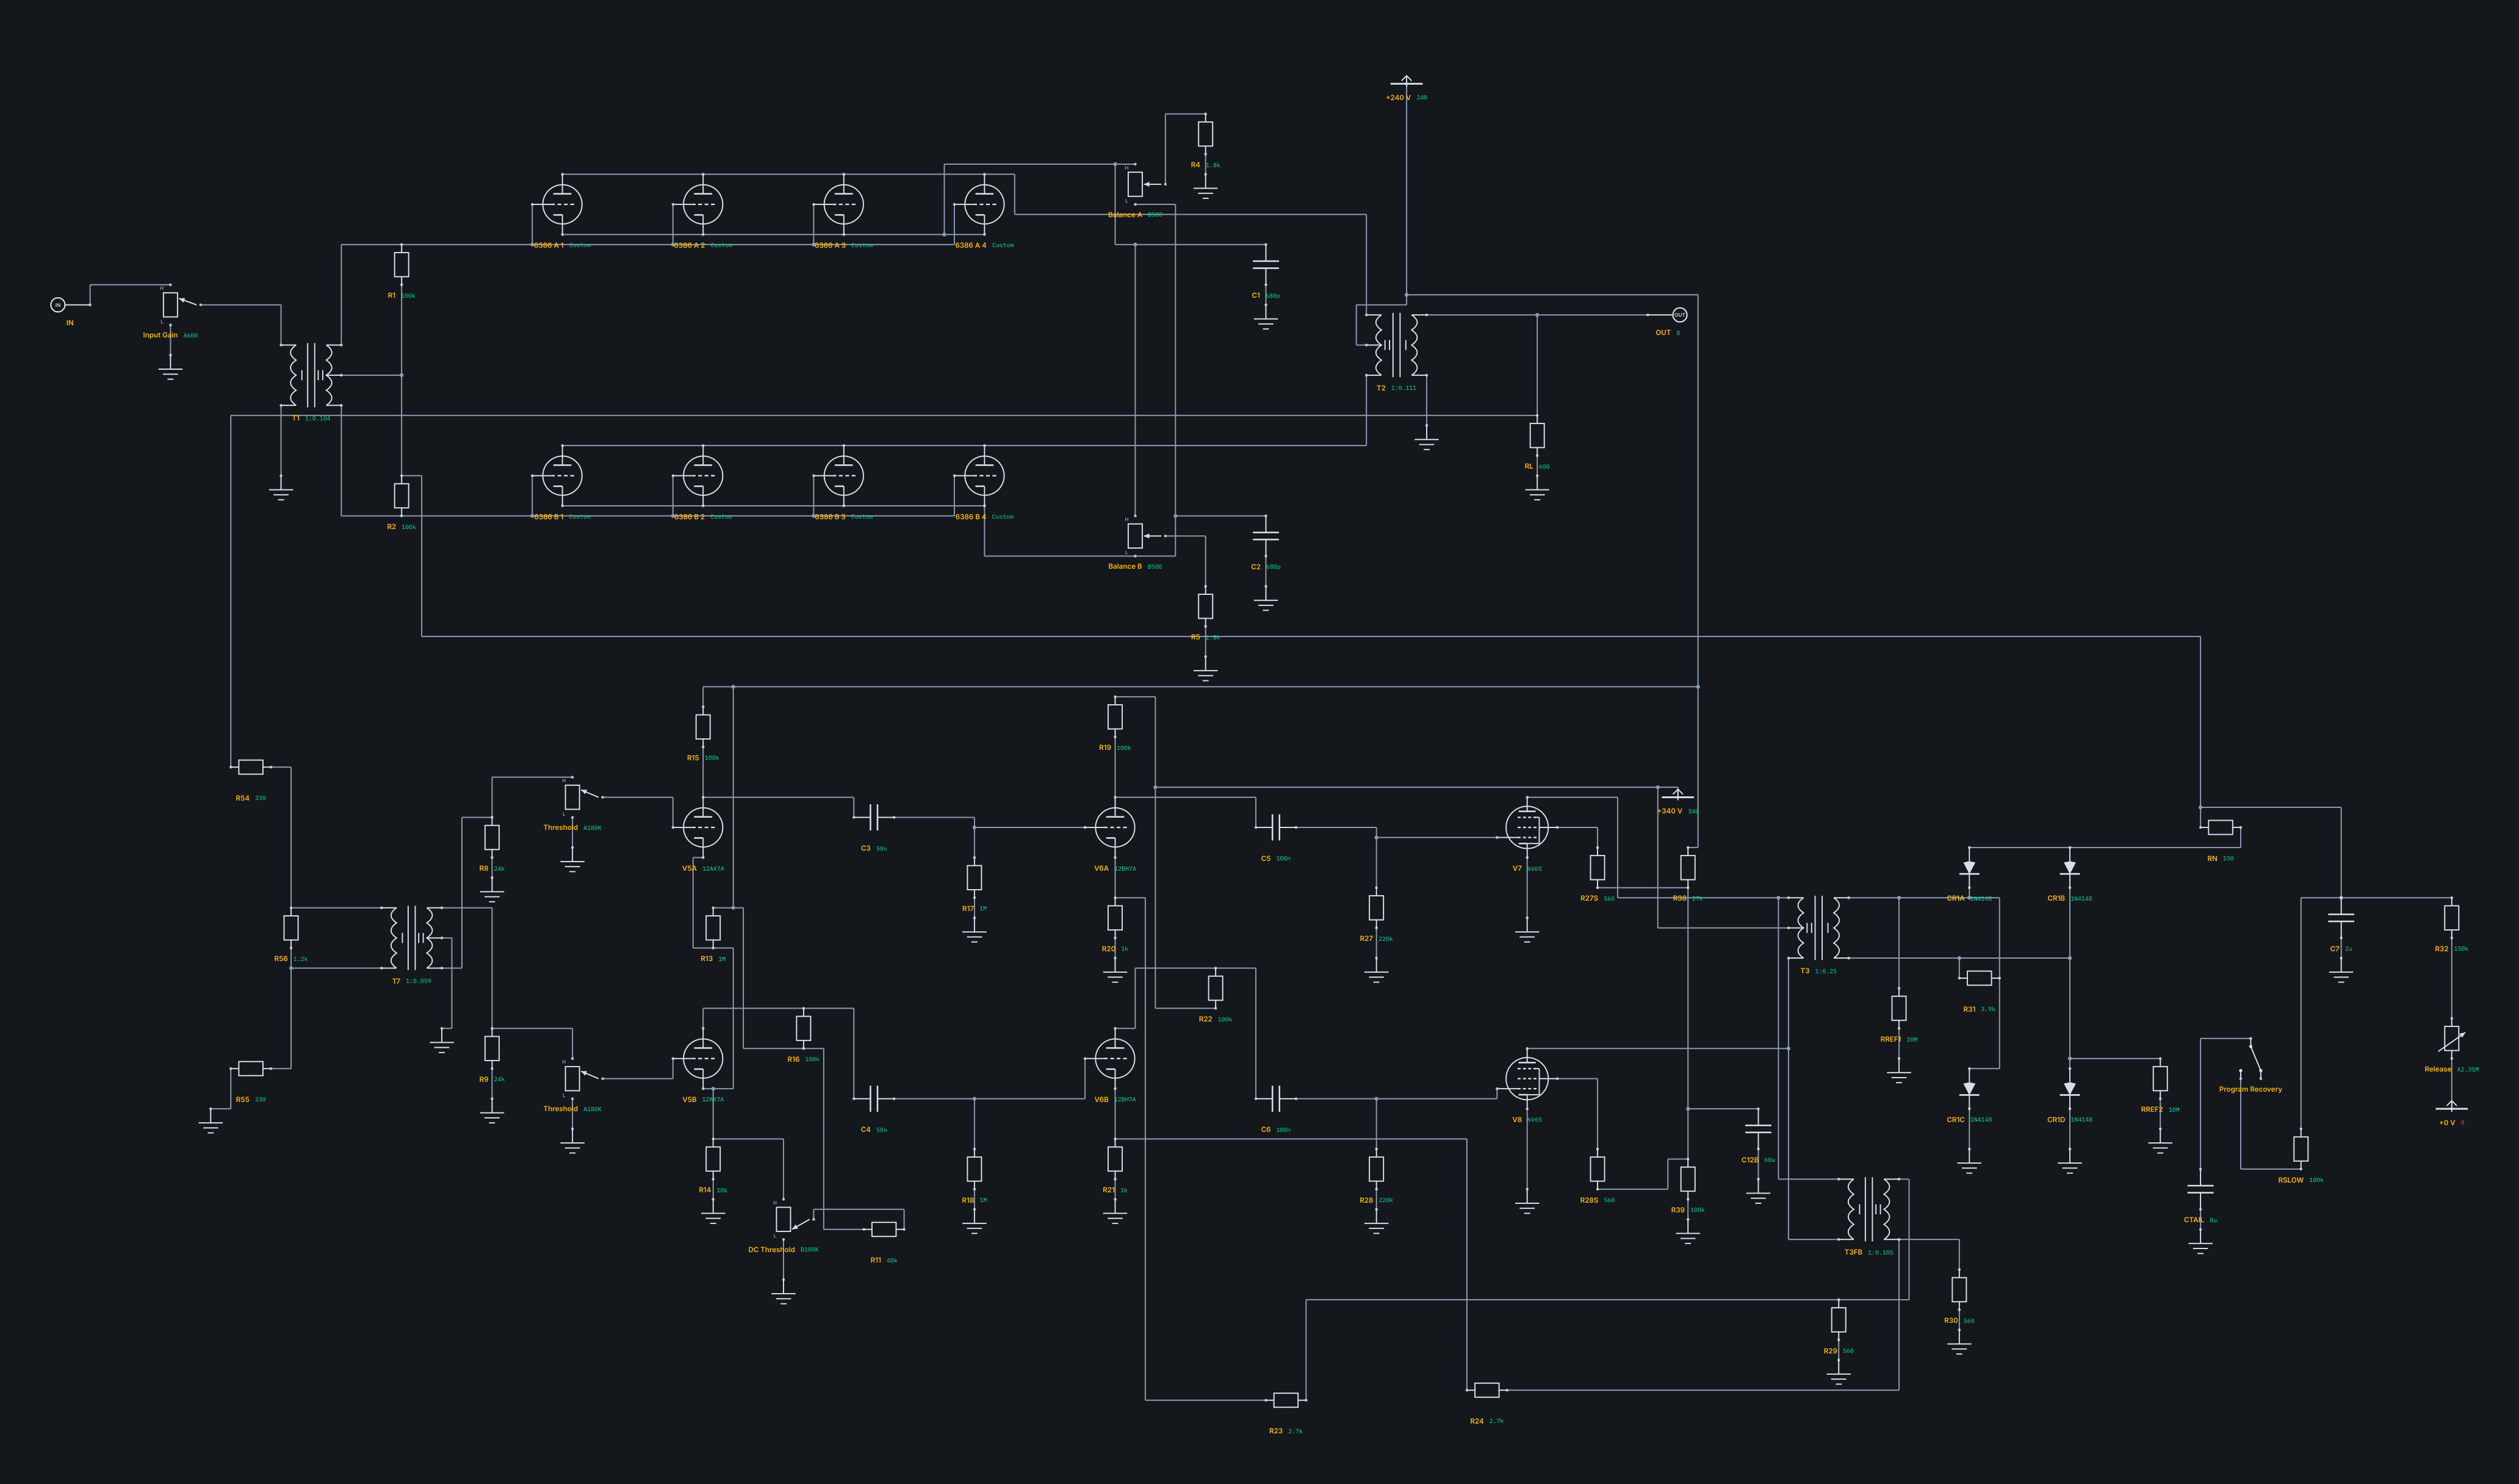 +240 V 240
R4 1.8k
H
L
Balance A B500
6386 A 1 Custom
6386 A 2 Custom
6386 A 3 Custom
6386 A 4 Custom
IN
IN
H
L
Input Gain A600
R1 100k
C1 680p
OUT
OUT
T2 1:0.111
T1 1:0.104
RL 600
6386 B 1 Custom
6386 B 2 Custom
6386 B 3 Custom
6386 B 4 Custom
R2 100k
H
L
Balance B B500
C2 680p
R5 1.8k
R15 100k
R19 100k
R54 330
H
L
Threshold A180K
+340 V 340
R8 24k
V5A 12AX7A
C3 50n
V6A 12BH7A
C5 100n
V7 6V6S
RN 150
R17 1M
R27S 560
R38 27k
CR1A 1N4148
CR1B 1N4148
R56 1.2k
R13 1M
R20 1k
R27 220k
C7 2u
R32 150k
T7 1:0.059
T3 1:0.25
R22 100k
R31 3.9k
RREF1 10M
R16 100k
R9 24k
H
L
Threshold A180K
R55 330
V5B 12AX7A
C4 50n
V6B 12BH7A
C6 100n
V8 6V6S
CR1C 1N4148
CR1D 1N4148
RREF2 10M
Program Recovery
Release A2.35M
+0 V 0
C12B 60u
R14 18k
R18 1M
R21 1k
R28 220k
R28S 560
R39 100k
RSLOW 100k
CTAIL 8u
H
L
DC Threshold B100K
R11 40k
T3FB 1:0.105
R30 560
R29 560
R23 2.7k
R24 2.7k